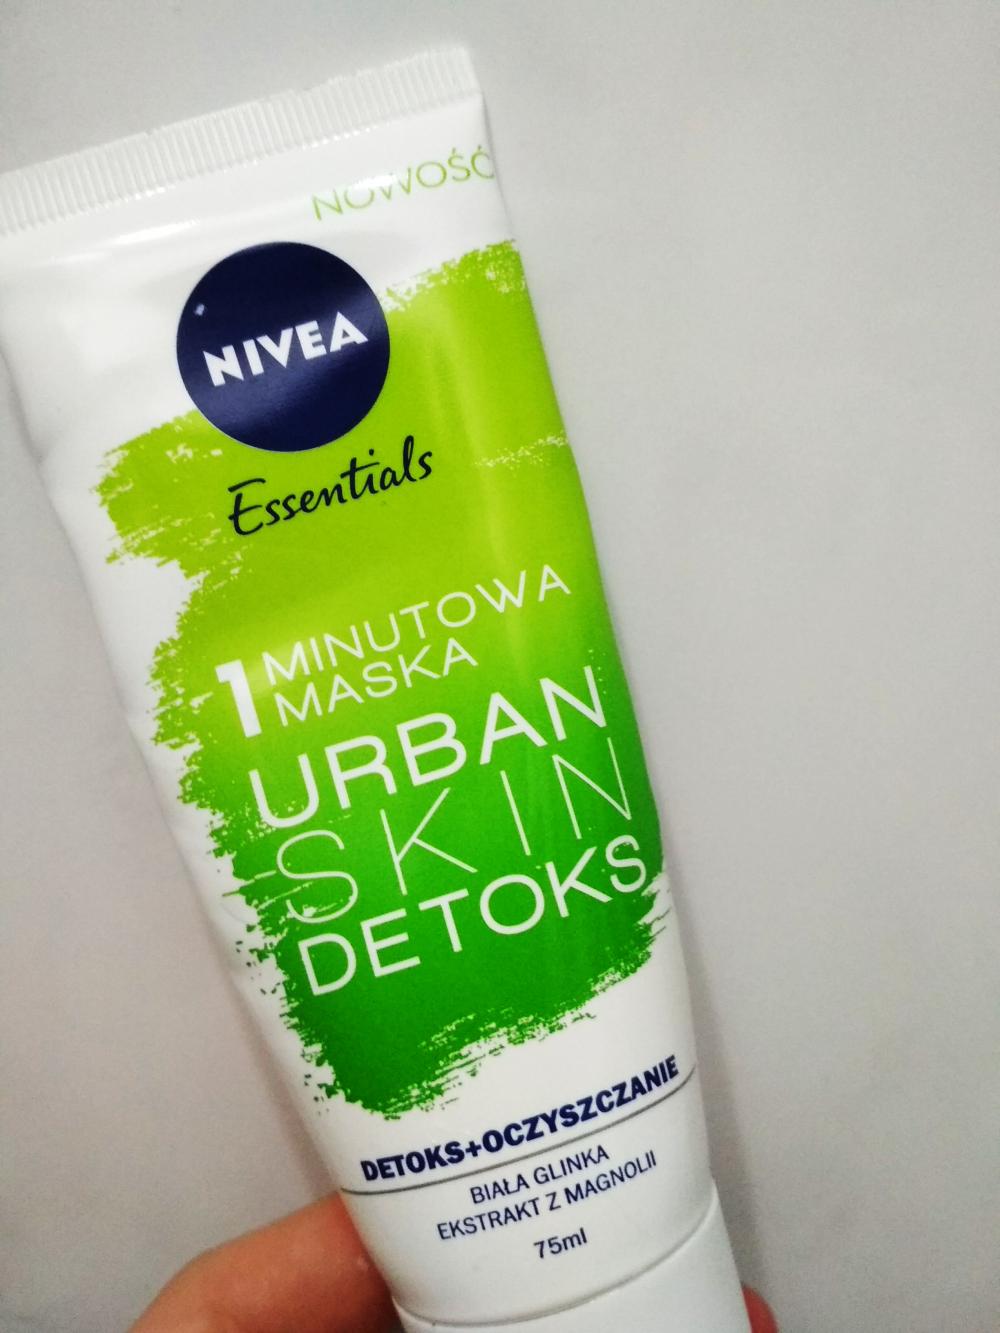 NOWOŚĆ
NIVEA
Essentials
1 MINUTOWA
MASKA
URBAN
SKIN
DETOKS
DETOKS+OCZYSZCZANIE
BIAŁA GLINKA
EKSTRAKT Z MAGNOLII
75ml